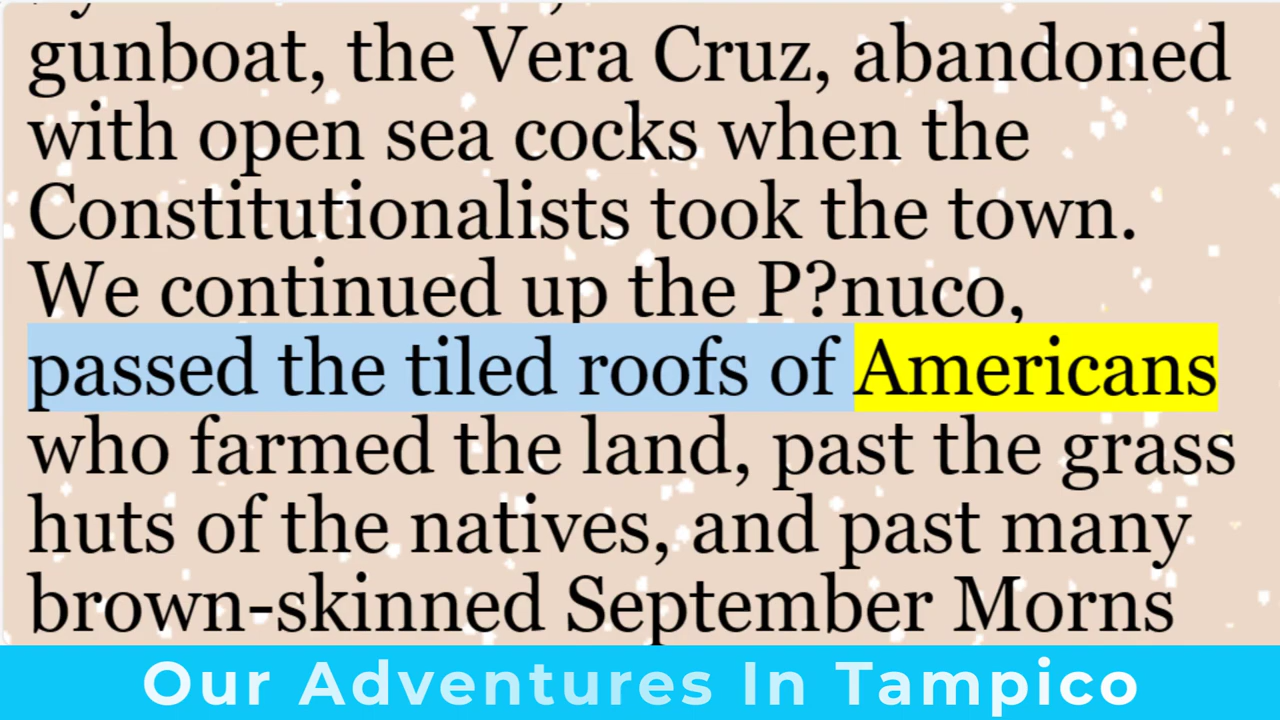 gunboat, the Vera Cruz, abandoned
with open sea cocks when the
Constitutionalists took the town.
We continued up the P?nuco,
passed the tiled roofs of Americans
who farmed the land, past the grass
huts of the natives, and past many
brown-skinned September Morns
Our Adventures In Tampico